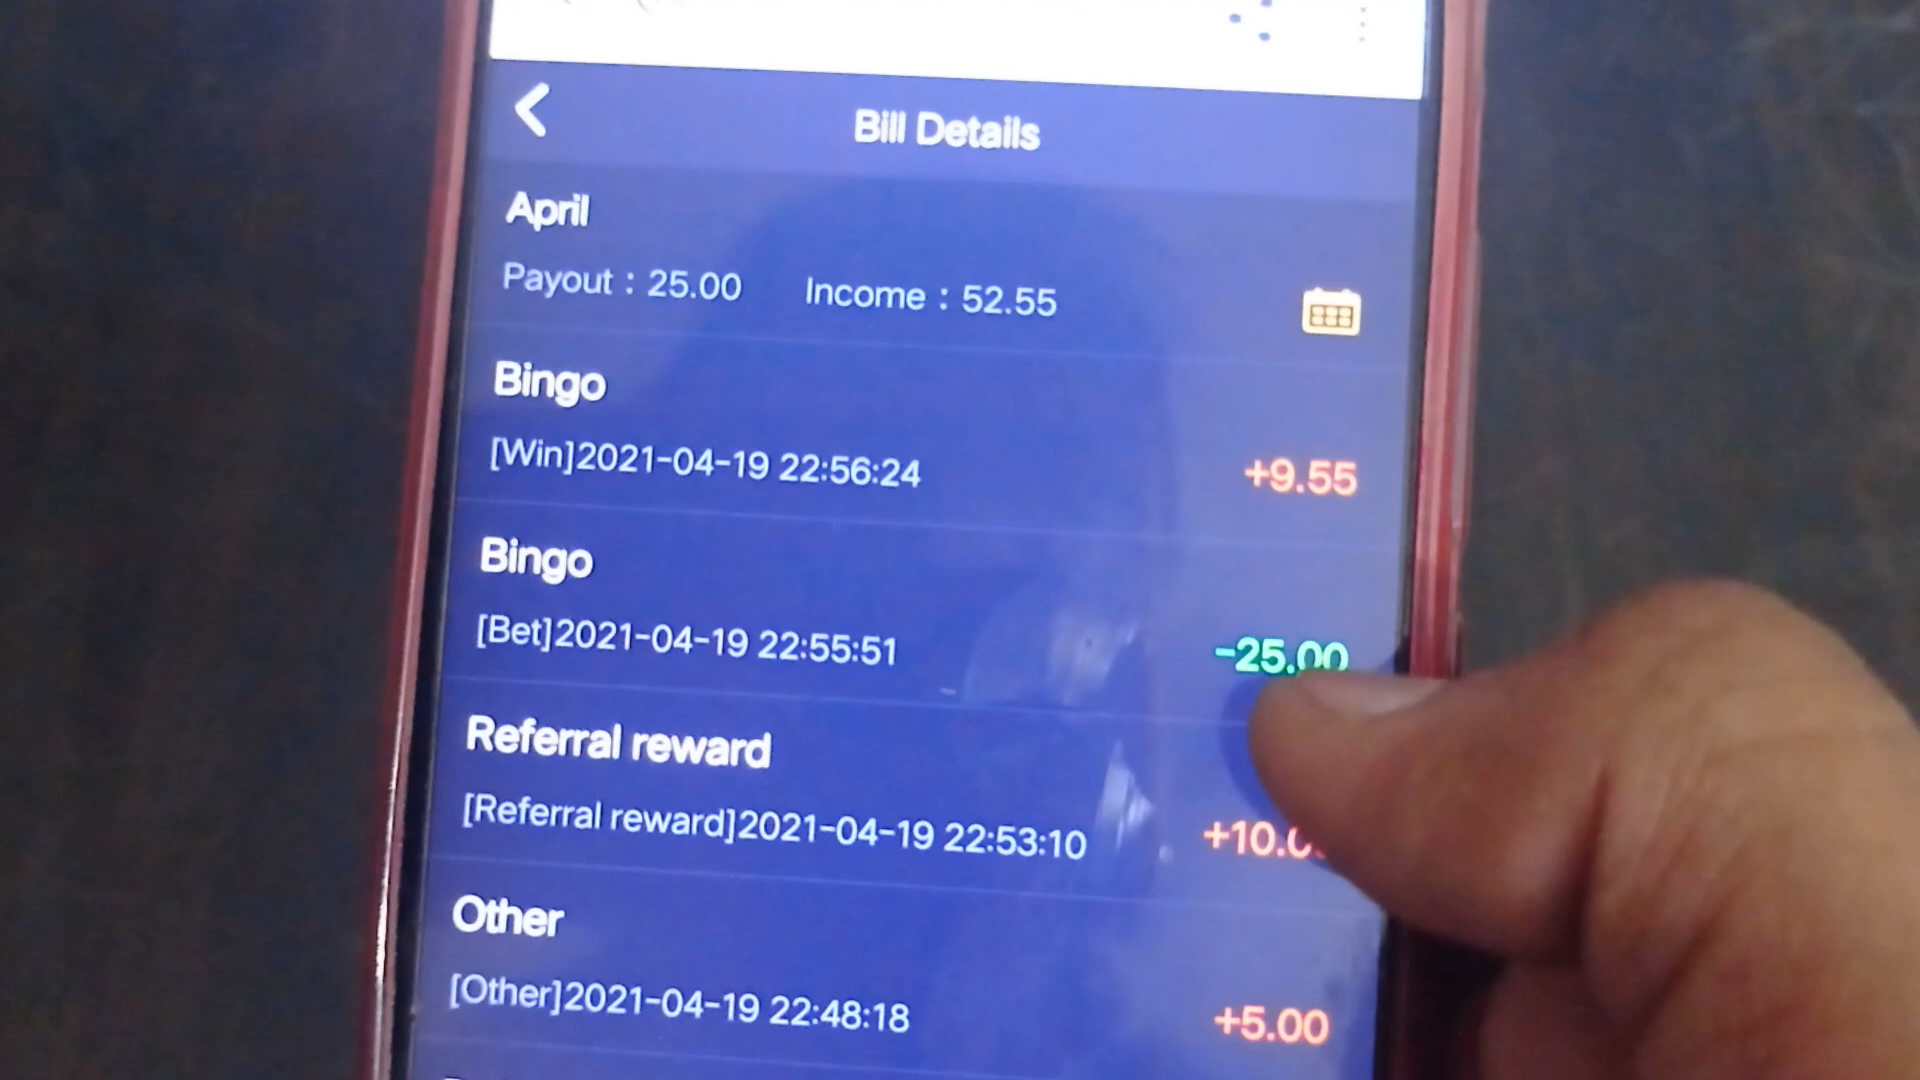 Bill Details
April
Payout : 25.00 Income : 52.55
Bingo
[Win]2021-04-19 22:56:24 +9.55
Bingo
[Bet]2021-04-19 22:55:51 -25.00
Referral reward
[Referral reward]2021-04-19 22:53:10
Other
[Other]2021-04-19 22:48:18 +5.00